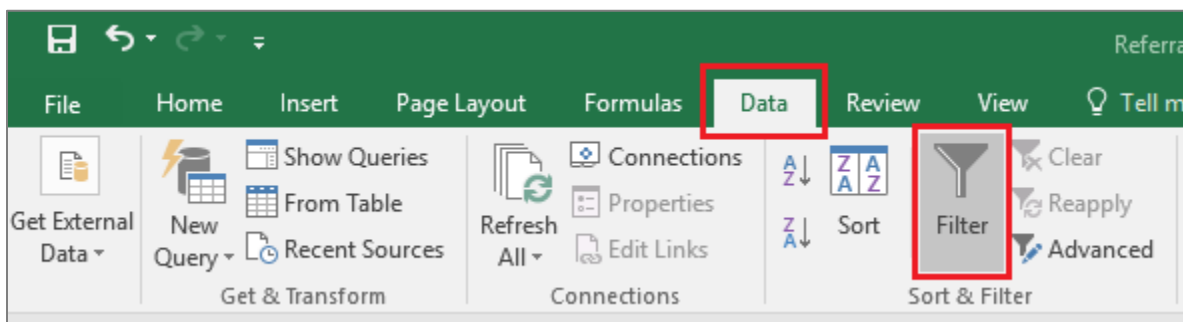 Referra
File Home Insert Page Layout Formulas Data Review View Tell m
Get External Data
New Query
Show Queries
From Table
Recent Sources
Get & Transform
Refresh All
Connections
Properties
Edit Links
Connections
A Z
Z A
Z A
A Z
Sort
Filter
Clear
Reapply
Advanced
Sort & Filter